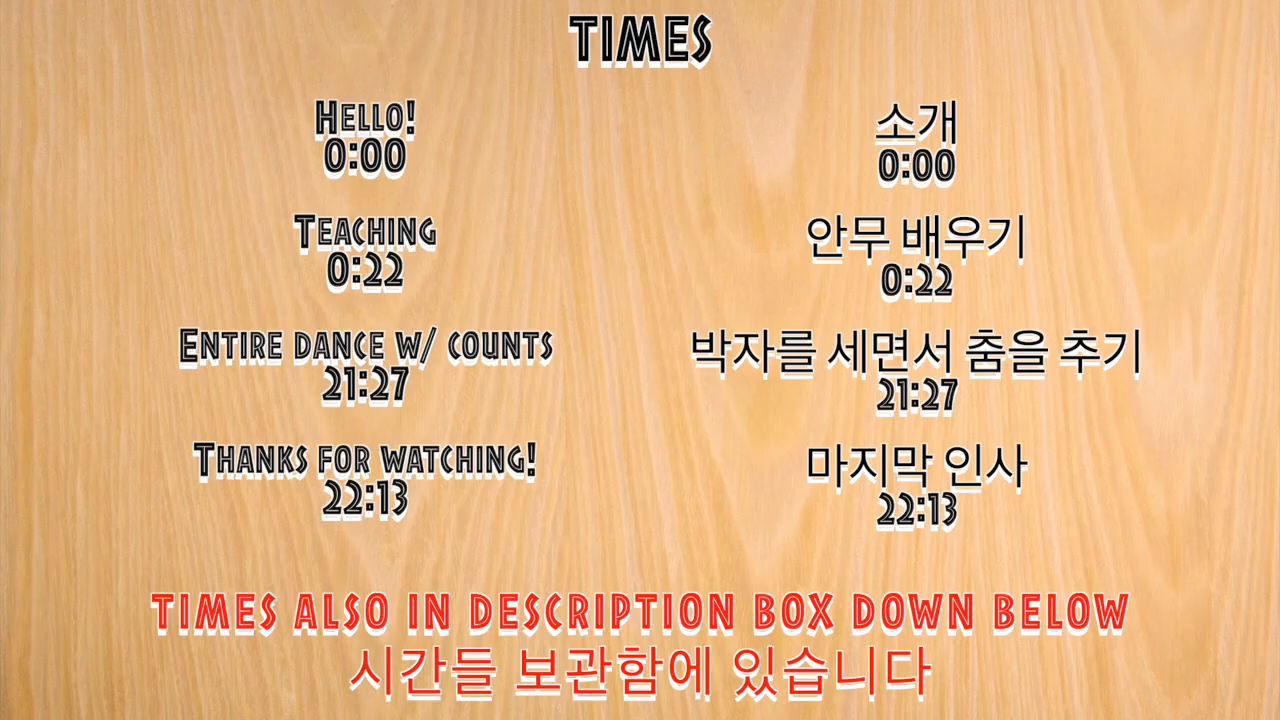 TIMES
HELLO!
0:00
TEACHING
0:22
ENTIRE DANCE W/ COUNTS
21:27
THANKS FOR WATCHING!
22:13
소개
0:00
안무 배우기
0:22
박자를 세면서 춤을 추기
21:27
마지막 인사
22:13
TIMES ALSO IN DESCRIPTION BOX DOWN BELOW
시간들 보관함에 있습니다